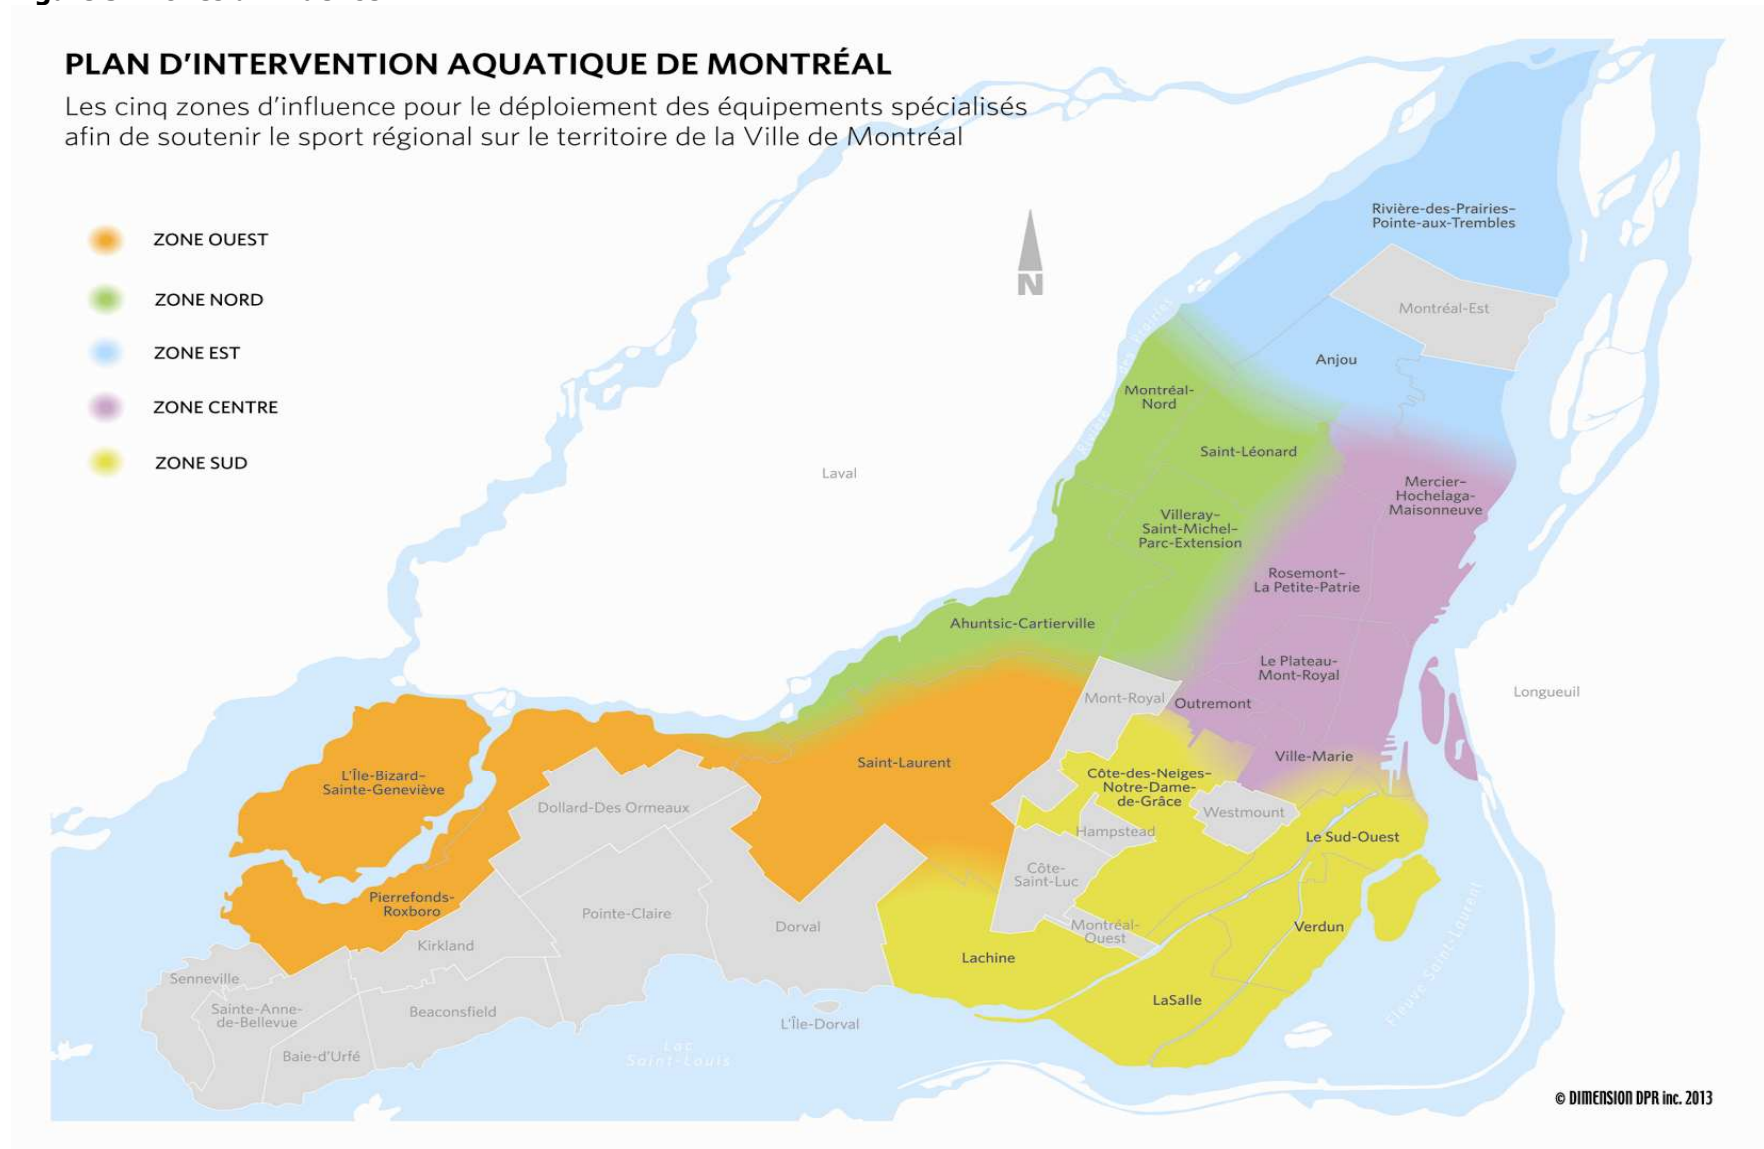 PLAN D'INTERVENTION AQUATIQUE DE MONTRÉAL
Les cinq zones d'influence pour le déploiement des équipements spécialisés
afin de soutenir le sport régional sur le territoire de la Ville de Montréal
ZONE OUEST
ZONE NORD
ZONE EST
ZONE CENTRE
ZONE SUD
N
Rivière-des-Prairies–
Pointe-aux-Trembles
Montréal-Est
Anjou
Rivière des Prairies
Montréal-
Nord
Saint-Léonard
Laval
Mercier–
Hochelaga-
Maisonneuve
Villeray–
Saint-Michel–
Parc-Extension
Rosemont–
La Petite-Patrie
Ahuntsic-Cartierville
Le Plateau-
Mont-Royal
Longueuil
Mont-Royal
Outremont
Ville-Marie
Saint-Laurent
L'Île-Bizard–
Sainte-Geneviève
Côte-des-Neiges–
Notre-Dame-
de-Grâce
Dollard-Des Ormeaux
Westmount
Hampstead
Le Sud-Ouest
Côte-
Saint-Luc
Pierrefonds-
Roxboro
Pointe-Claire
Dorval
Montréal-
Ouest
Verdun
Kirkland
Lachine
Fleuve Saint-Laurent
Senneville
LaSalle
Sainte-Anne-
de-Bellevue
Beaconsfield
L'Île-Dorval
Baie-d'Urfé
Lac
Saint-Louis
© DIMENSION DPR inc. 2013